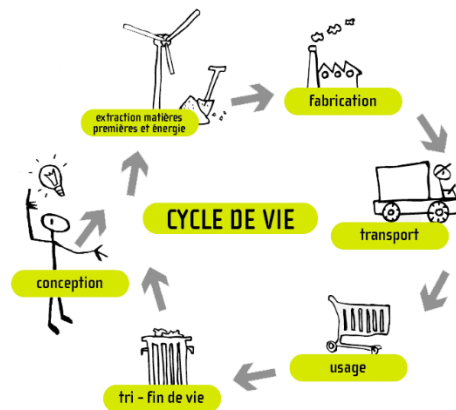 extraction matières
premières et énergie
fabrication
CYCLE DE VIE
transport
conception
usage
tri - fin de vie